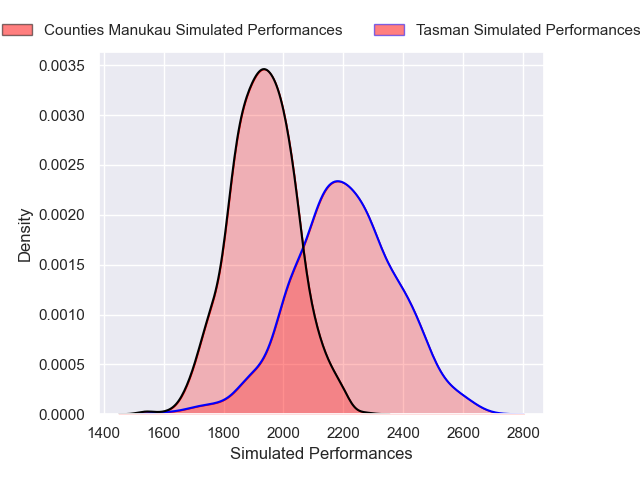 Counties Manukau Simulated Performances Tasman Simulated Performances
0.0035
0.0030
0.0025
0.0020
0.0015
0.0010
0.0005
0.0000
Density
1400 1600 1800 2000 2200 2400 2600 2800
Simulated Performances